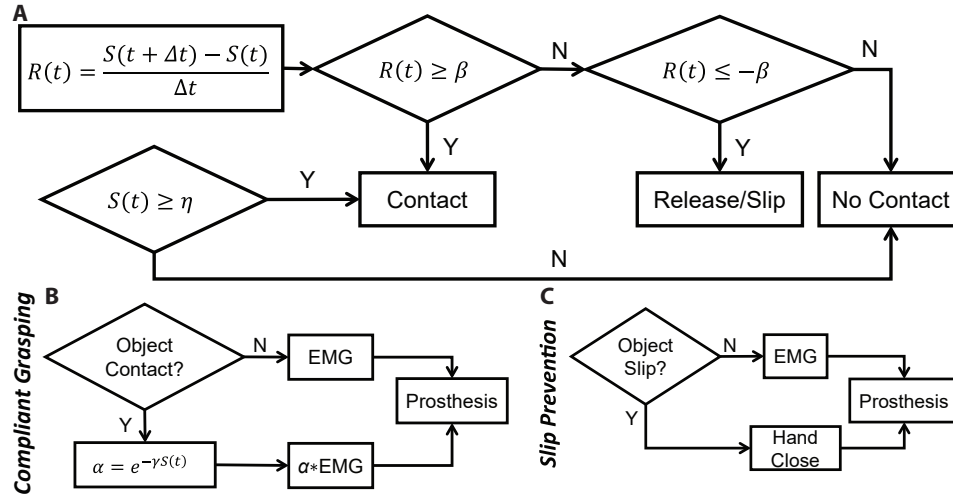 A
R(t) = \frac{S(t + Δt) − S(t)}{Δt}
R(t) ≥ β
N
R(t) ≤ −β
N
Y
Y
S(t) ≥ η
Y
Contact
Release/Slip
No Contact
N
Compliant Grasping
B
Object
Contact?
N
EMG
Prosthesis
Y
α = e^{−γS(t)}
α*EMG
Slip Prevention
C
Object
Slip?
N
EMG
Prosthesis
Y
Hand
Close